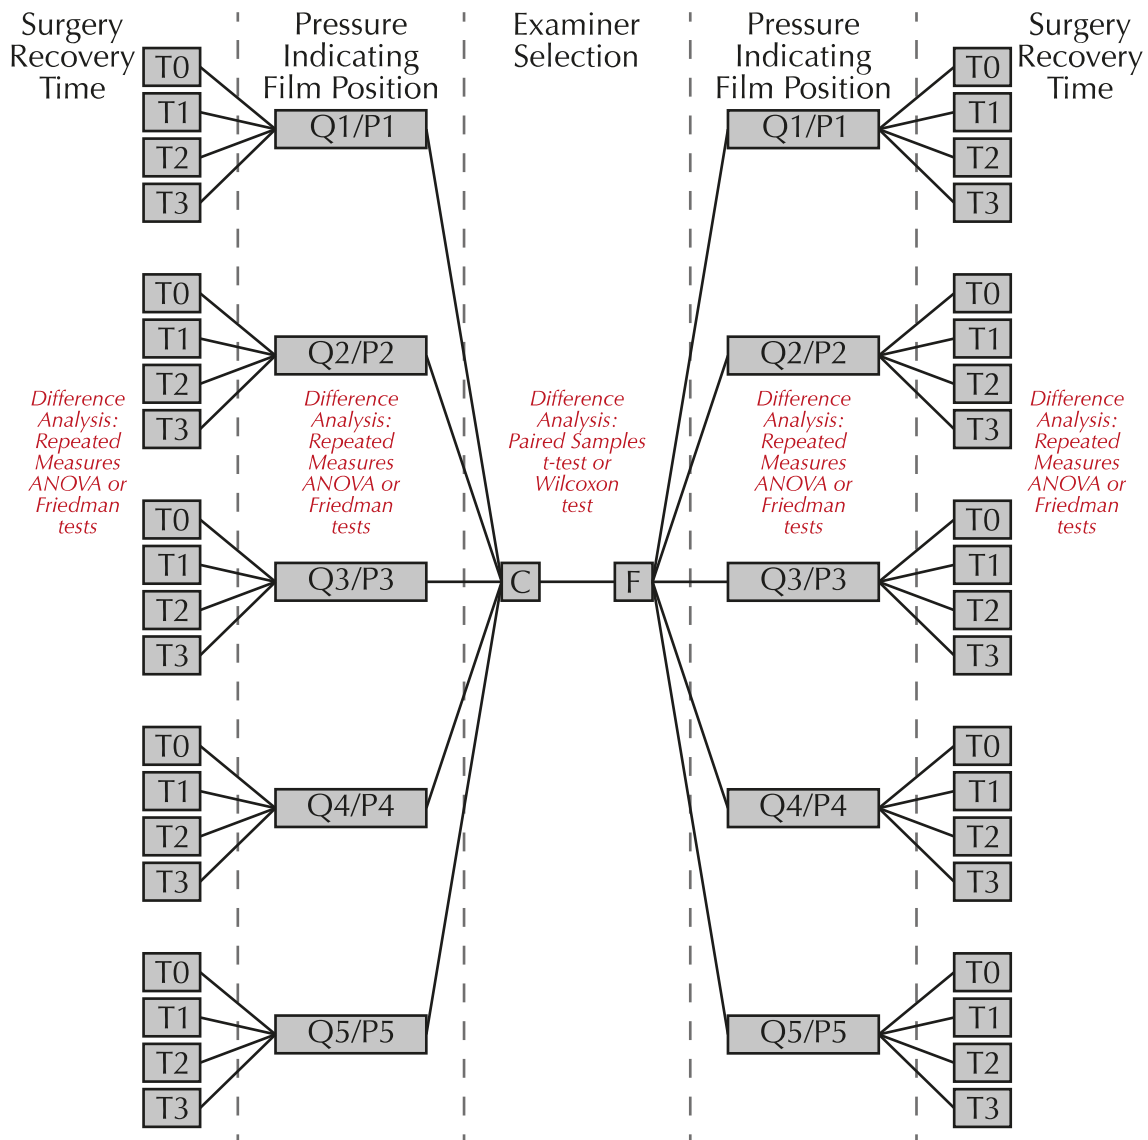 Surgery
Recovery
Time
Pressure
Indicating
Film Position
Examiner
Selection
Pressure
Indicating
Film Position
Surgery
Recovery
Time
T0
T1
T2
T3
Q1/P1
Q1/P1
T0
T1
T2
T3
T0
T1
T2
T3
Q2/P2
Q2/P2
T0
T1
T2
T3
Difference
Analysis:
Repeated
Measures
ANOVA or
Friedman
tests
Difference
Analysis:
Repeated
Measures
ANOVA or
Friedman
tests
Difference
Analysis:
Paired Samples
t-test or
Wilcoxon
test
Difference
Analysis:
Repeated
Measures
ANOVA or
Friedman
tests
Difference
Analysis:
Repeated
Measures
ANOVA or
Friedman
tests
T0
T1
T2
T3
Q3/P3
C
F
Q3/P3
T0
T1
T2
T3
T0
T1
T2
T3
Q4/P4
Q4/P4
T0
T1
T2
T3
T0
T1
T2
T3
Q5/P5
Q5/P5
T0
T1
T2
T3